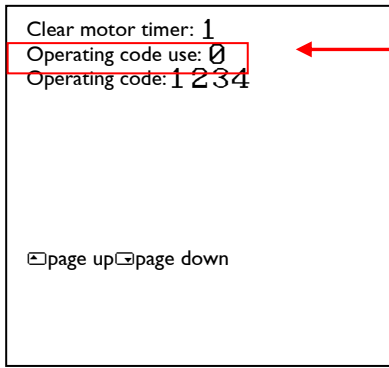 Clear motor timer: 1
Operating code use: 0
Operating code: 1234
page up page down